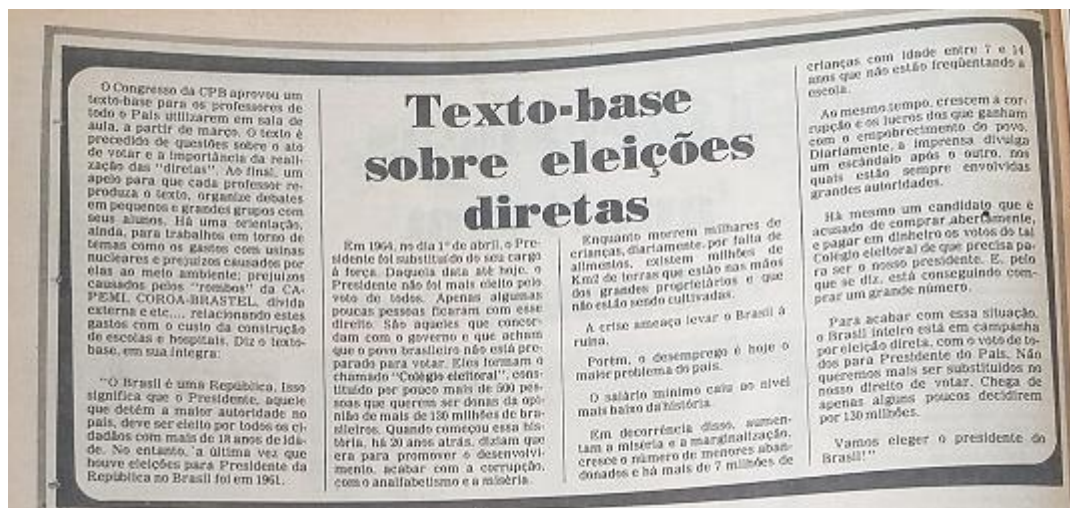 Texto-base
sobre eleições
diretas
O Congresso da CPB aprovou um
texto-base para os professores de
todo o País utilizarem em sala de
aula, a partir de março. O texto é
precedido de questões sobre o ato
de votar e a importância da reali-
zação das "diretas". Ao final, um
apelo para que cada professor re-
produza o texto, organize debates
em pequenos e grandes grupos com
seus alunos. Há uma orientação,
ainda, para trabalhos em torno de
temas como os gastos com usinas
nucleares e prejuízos causados por
elas ao meio ambiente; prejuízos
causados pelos "rombos" da CA-
PEMI, COROA-BRASTEL, dívida
externa e etc.... relacionando estes
gastos com o custo da construção
de escolas e hospitais. Diz o texto-
base, em sua íntegra:
"O Brasil é uma República. Isso
significa que o Presidente, aquele
que detém a maior autoridade no
país, deve ser eleito por todos os ci-
dadãos com mais de 18 anos de ida-
de. No entanto, a última vez que
houve eleições para Presidente da
República no Brasil foi em 1961.
Em 1964, no dia 1º de abril, o Pre-
sidente foi substituído do seu cargo
à força. Daquela data até hoje, o
Presidente não foi mais eleito pelo
voto de todos. Apenas algumas
poucas pessoas ficaram com esse
direito. São aqueles que concor-
dam com o governo e que acham
que o povo brasileiro não está pre-
parado para votar. Eles formam o
chamado "Colégio eleitoral", cons-
tituído por pouco mais de 500 pes-
soas que querem ser donas da opi-
nião de mais de 130 milhões de bra-
sileiros. Quando começou essa his-
tória, há 20 anos atrás, diziam que
era para promover o desenvolvi-
mento, acabar com a corrupção,
com o analfabetismo e a miséria.
Enquanto morrem milhares de
crianças, diariamente, por falta de
alimentos, existem milhões de
Km2 de terras que estão nas mãos
dos grandes proprietários e que
não estão sendo cultivadas.
A crise ameaça levar o Brasil à
ruína.
Porém, o desemprego é hoje o
maior problema do país.
O salário mínimo caiu ao nível
mais baixo da história.
Em decorrência disso, aumen-
tam a miséria e a marginalização,
cresce o número de menores aban-
donados e há mais de 7 milhões de
crianças com idade entre 7 e 14
anos que não estão freqüentando a
escola.
Ao mesmo tempo, crescem a cor-
rupção e os lucros dos que ganham
com o empobrecimento do povo.
Diariamente, a imprensa divulga
um escândalo após o outro, nos
quais estão sempre envolvidas
grandes autoridades.
Há mesmo um candidato que é
acusado de comprar abertamente,
e pagar em dinheiro os votos do tal
Colégio eleitoral de que precisa pa-
ra ser o nosso presidente. E, pelo
que se diz, está conseguindo com-
prar um grande número.
Para acabar com essa situação,
o Brasil inteiro está em campanha
por eleição direta, com o voto de to-
dos para Presidente do País. Não
queremos mais ser substituídos no
nosso direito de votar. Chega de
apenas alguns poucos decidirem
por 130 milhões.
Vamos eleger o presidente do
Brasil!"